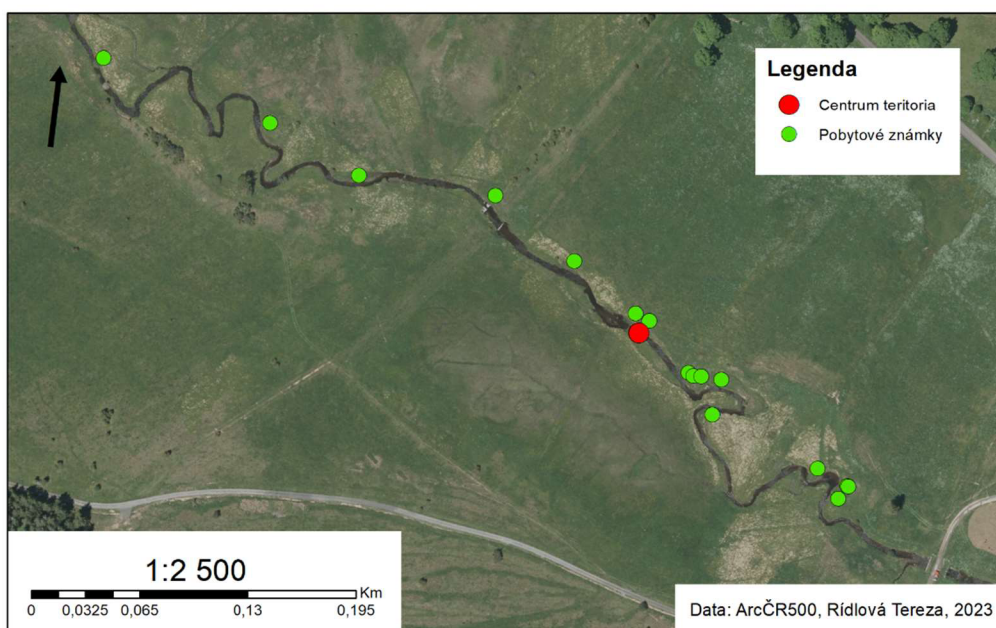 Legenda
Centrum teritoria
Pobytové známky
1:2 500
Km
0 0,0325 0,065 0,13 0,195
Data: ArcČR500, Rídlová Tereza, 2023